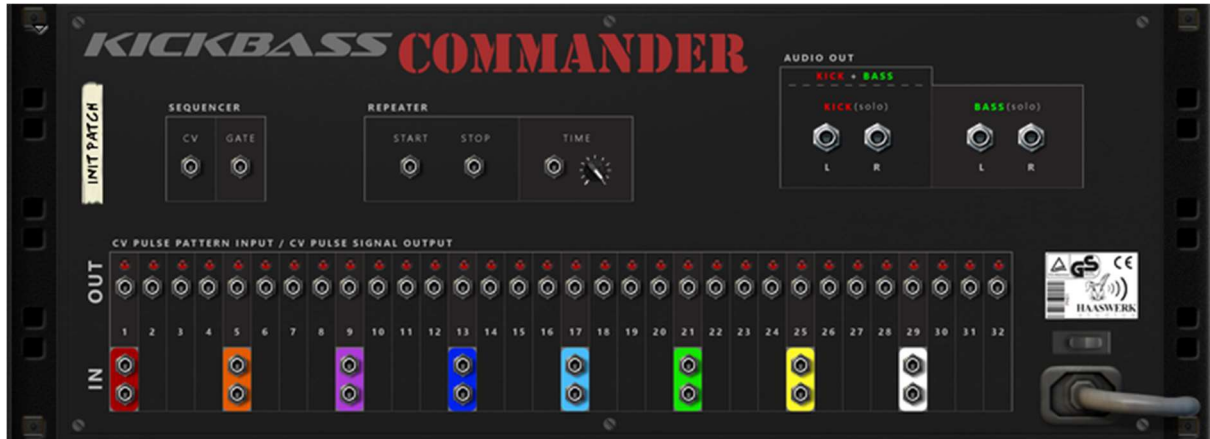 KICKBASS COMMANDER
INIT PATCH
SEQUENCER
CV GATE
REPEATER
START STOP TIME
AUDIO OUT
KICK + BASS
KICK(solo) BASS(solo)
L R L R
CV PULSE PATTERN INPUT / CV PULSE SIGNAL OUTPUT
OUT
1 2 3 4 5 6 7 8 9 10 11 12 13 14 15 16 17 18 19 20 21 22 23 24 25 26 27 28 29 30 31 32
IN
GS CE
HAASWERK